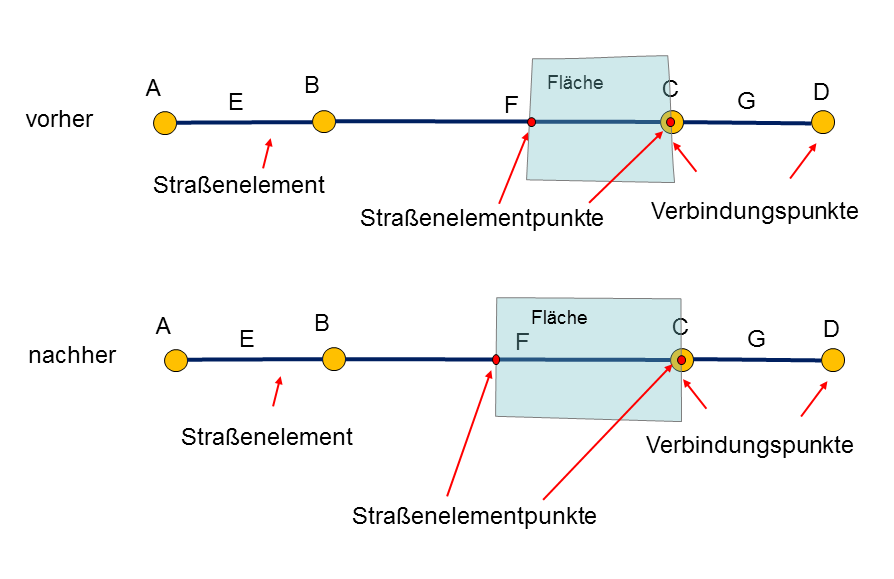 A
E
B
F
Fläche
C
G
D
vorher
Straßenelement
Straßenelementpunkte
Verbindungspunkte
A
E
B
Fläche
F
C
G
D
nachher
Straßenelement
Verbindungspunkte
Straßenelementpunkte